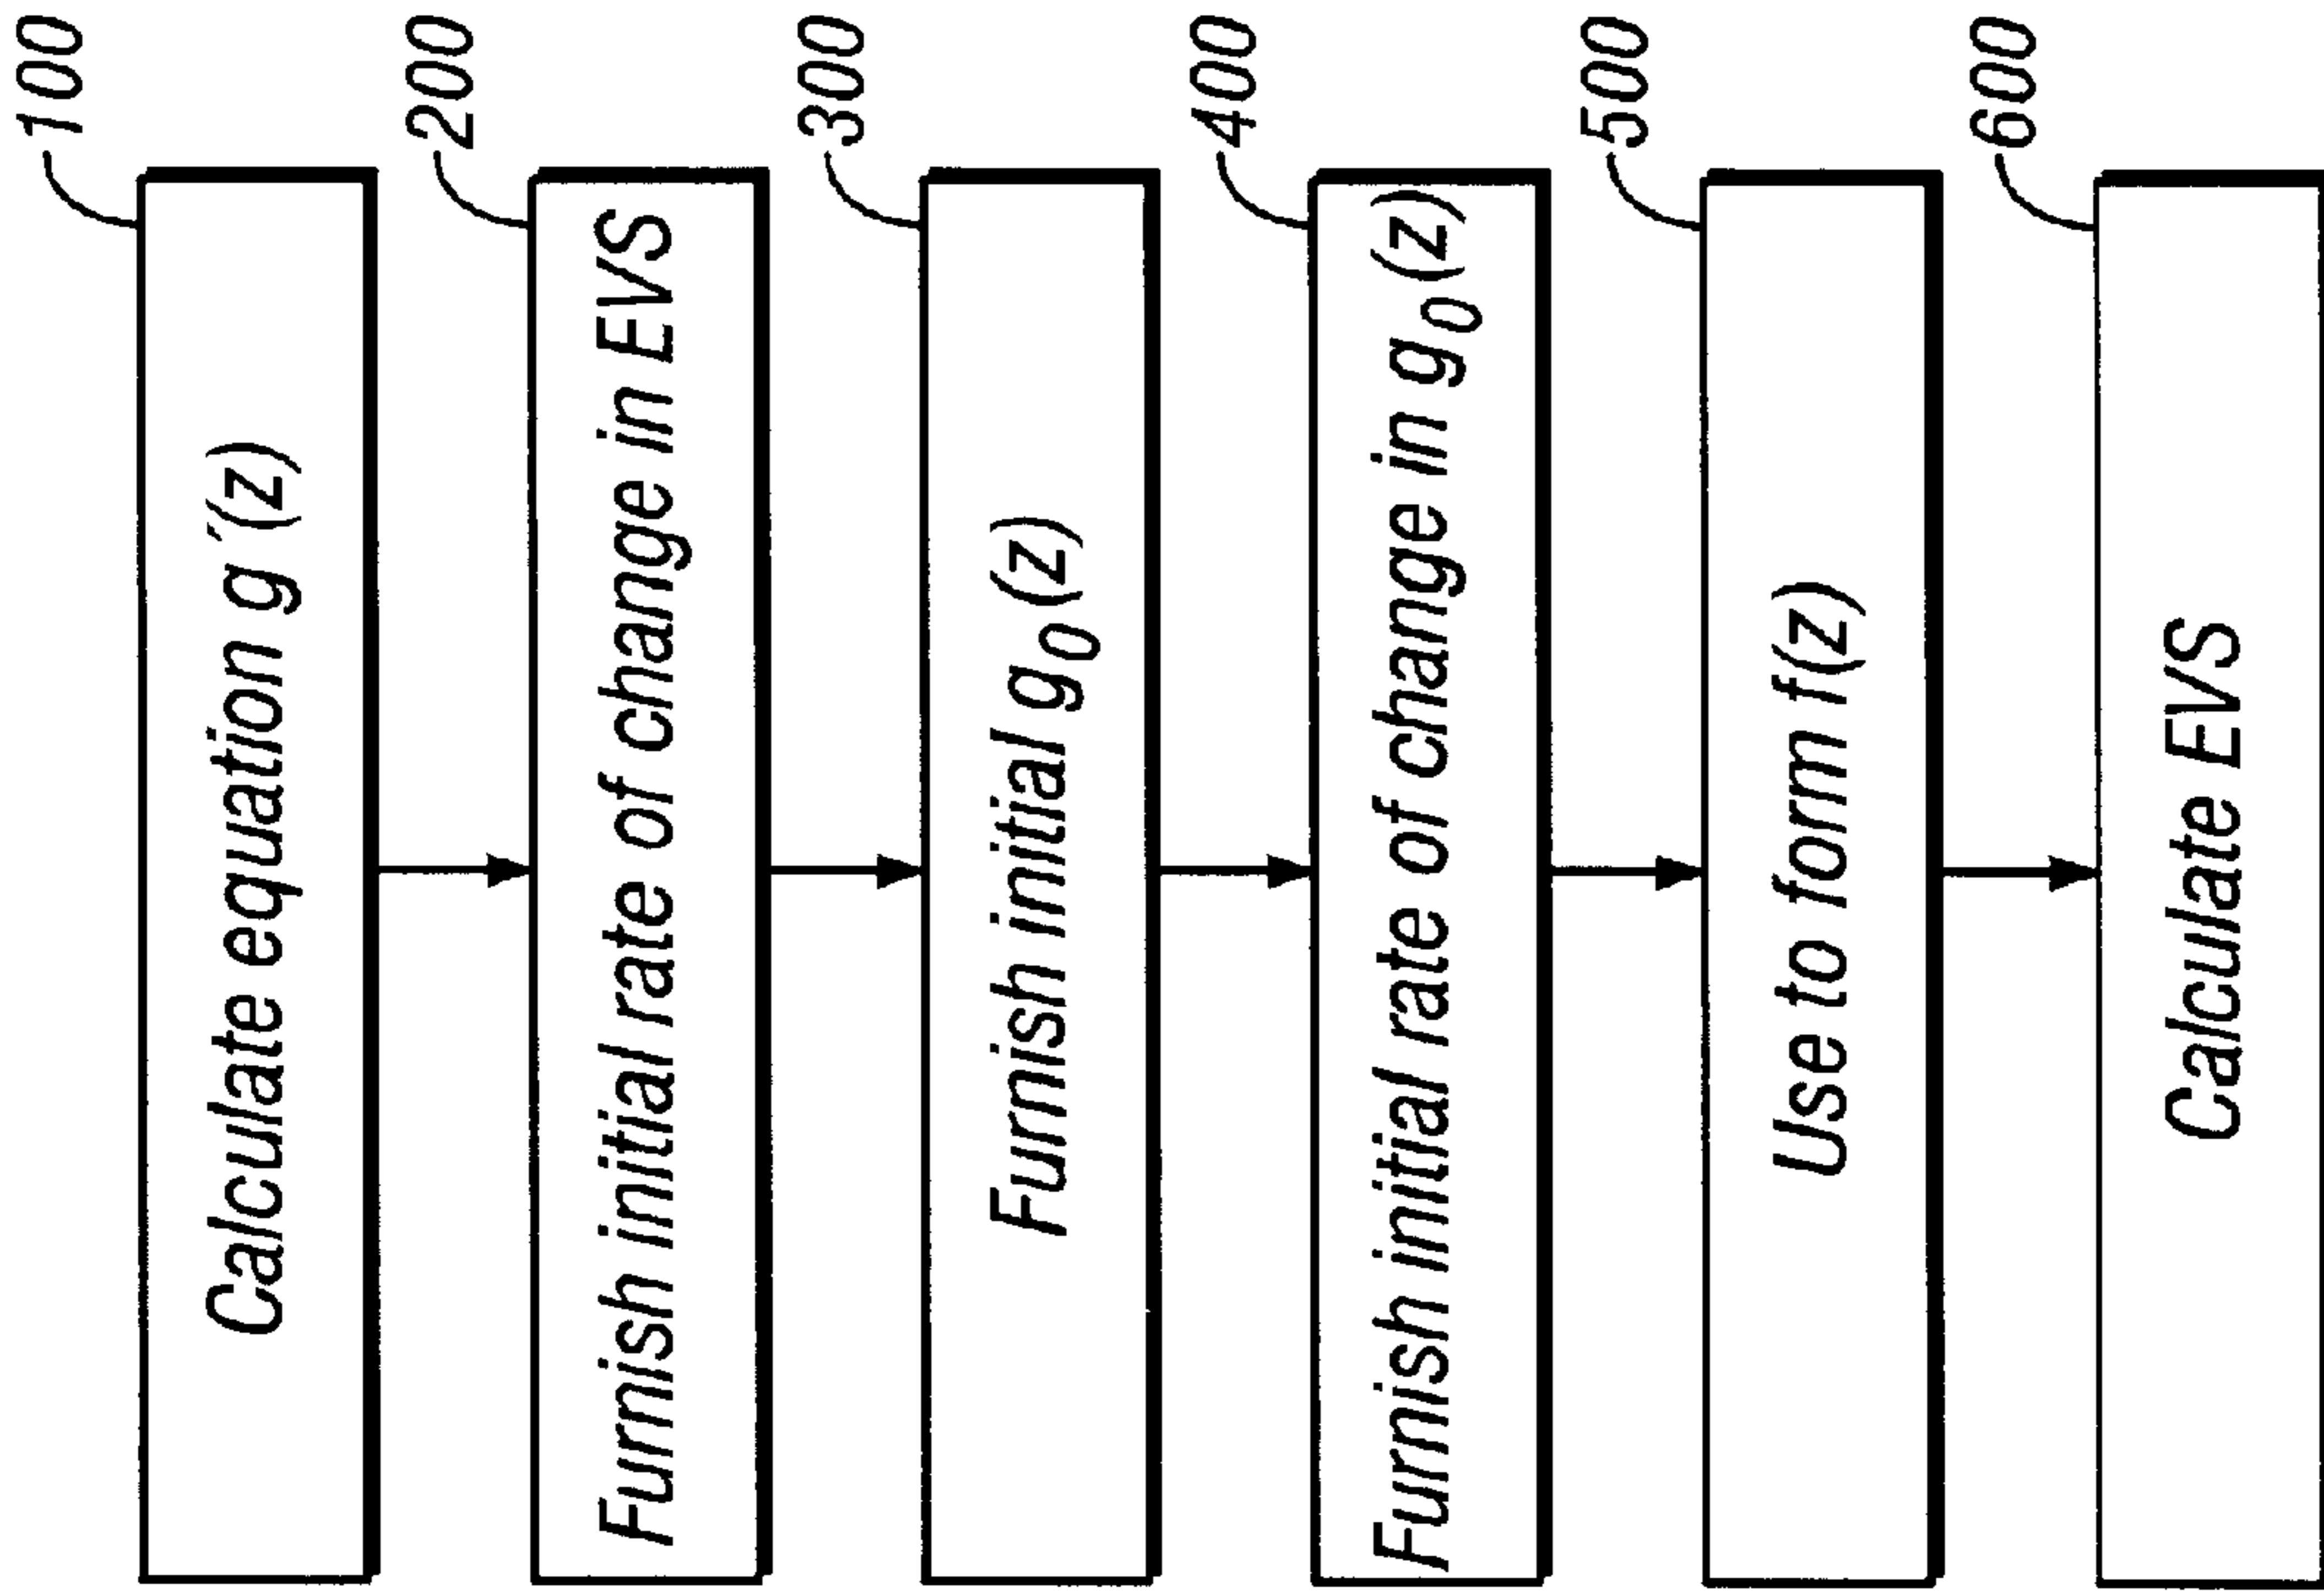 100
Calculate equation g´(z)
200
Furnish initial rate of change in EVS
300
Furnish initial g0(z)
400
Furnish initial rate of change in g0(z)
500
Use to form f(z)
600
Calculate EVS